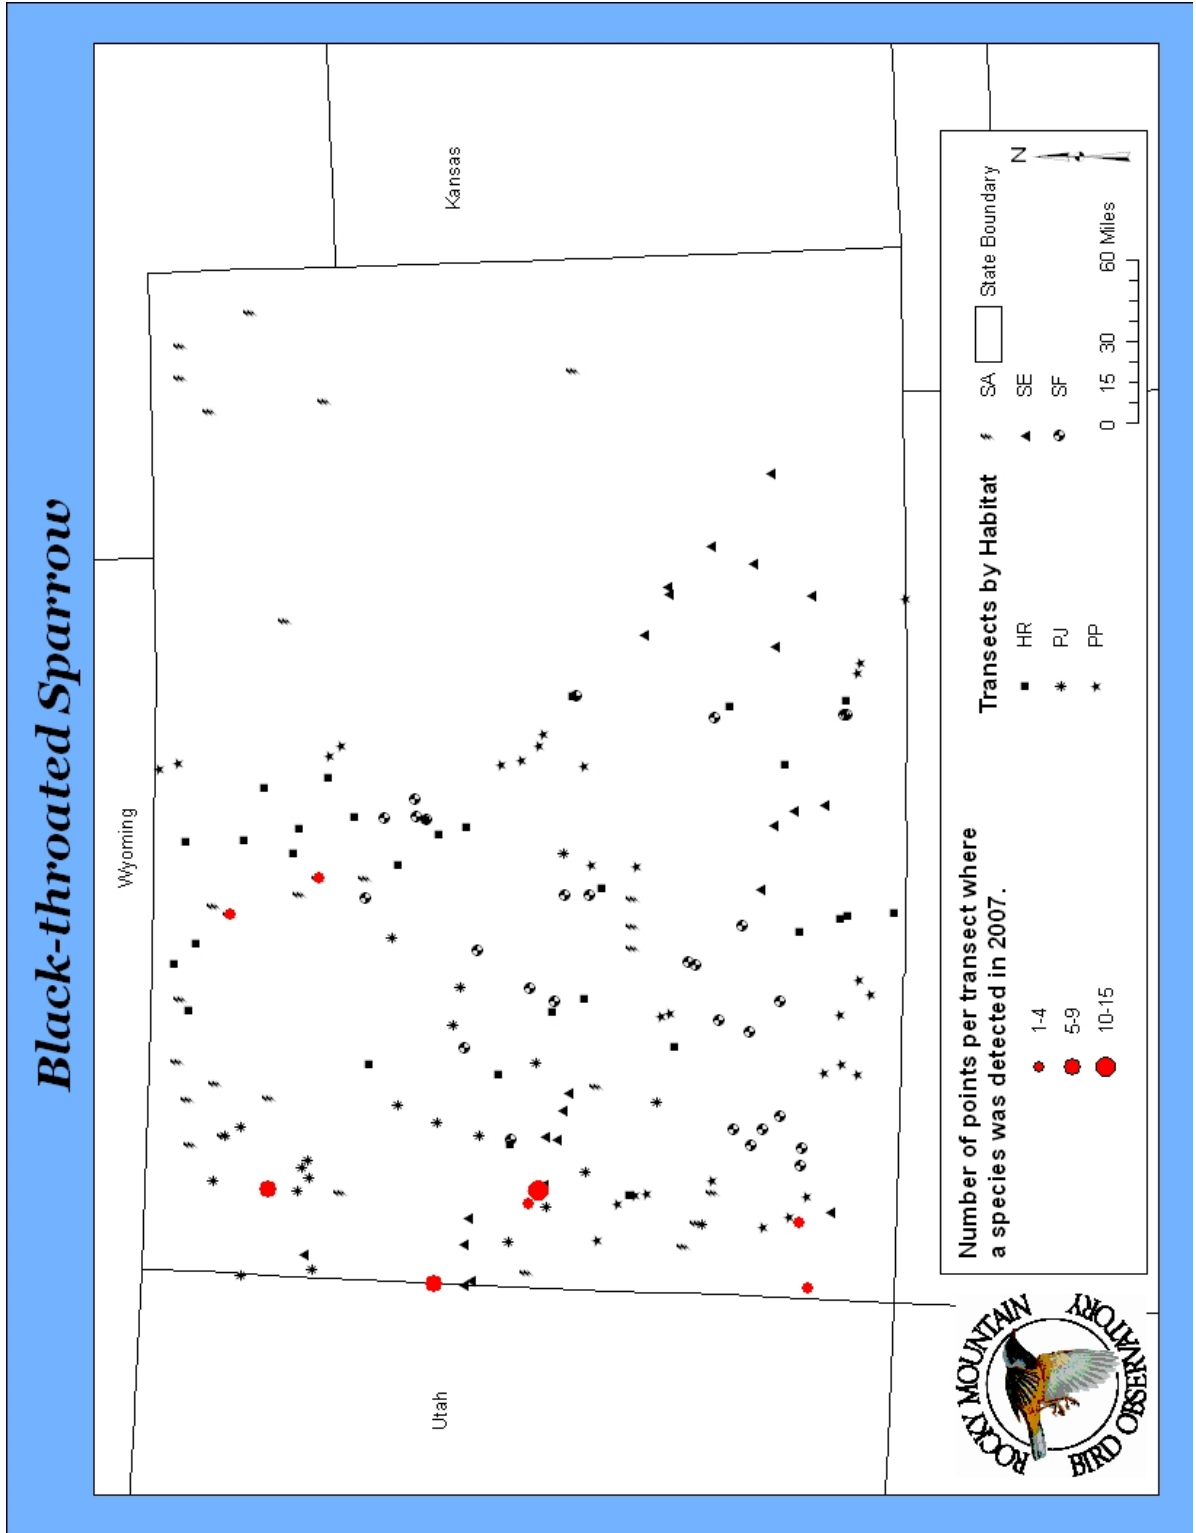 Black-throated Sparrow
Wyoming
Utah
Kansas
Number of points per transect where
a species was detected in 2007.
1-4
5-9
10-15
Transects by Habitat
HR
PJ
PP
SA
SE
SF
State Boundary
N
0 15 30 60 Miles
ROCKY MOUNTAIN
BIRD OBSERVATORY